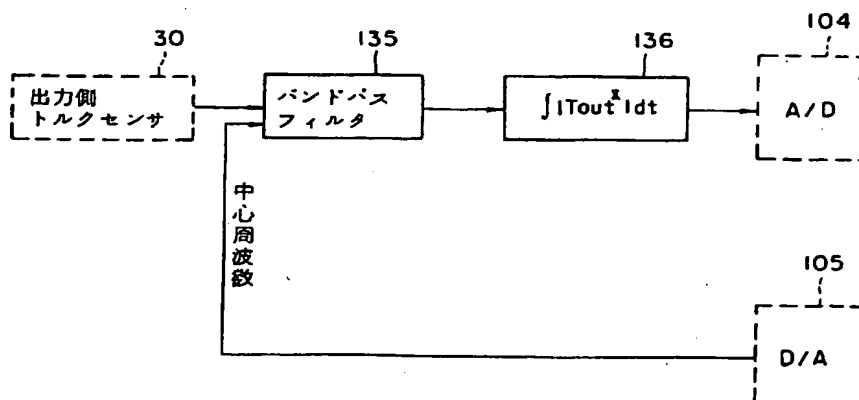 30
135
136
104
出力側
トルクセンサ
バンドパス
フィルタ
∫|Tout^x|dt
A/D
中心周波数
105
D/A